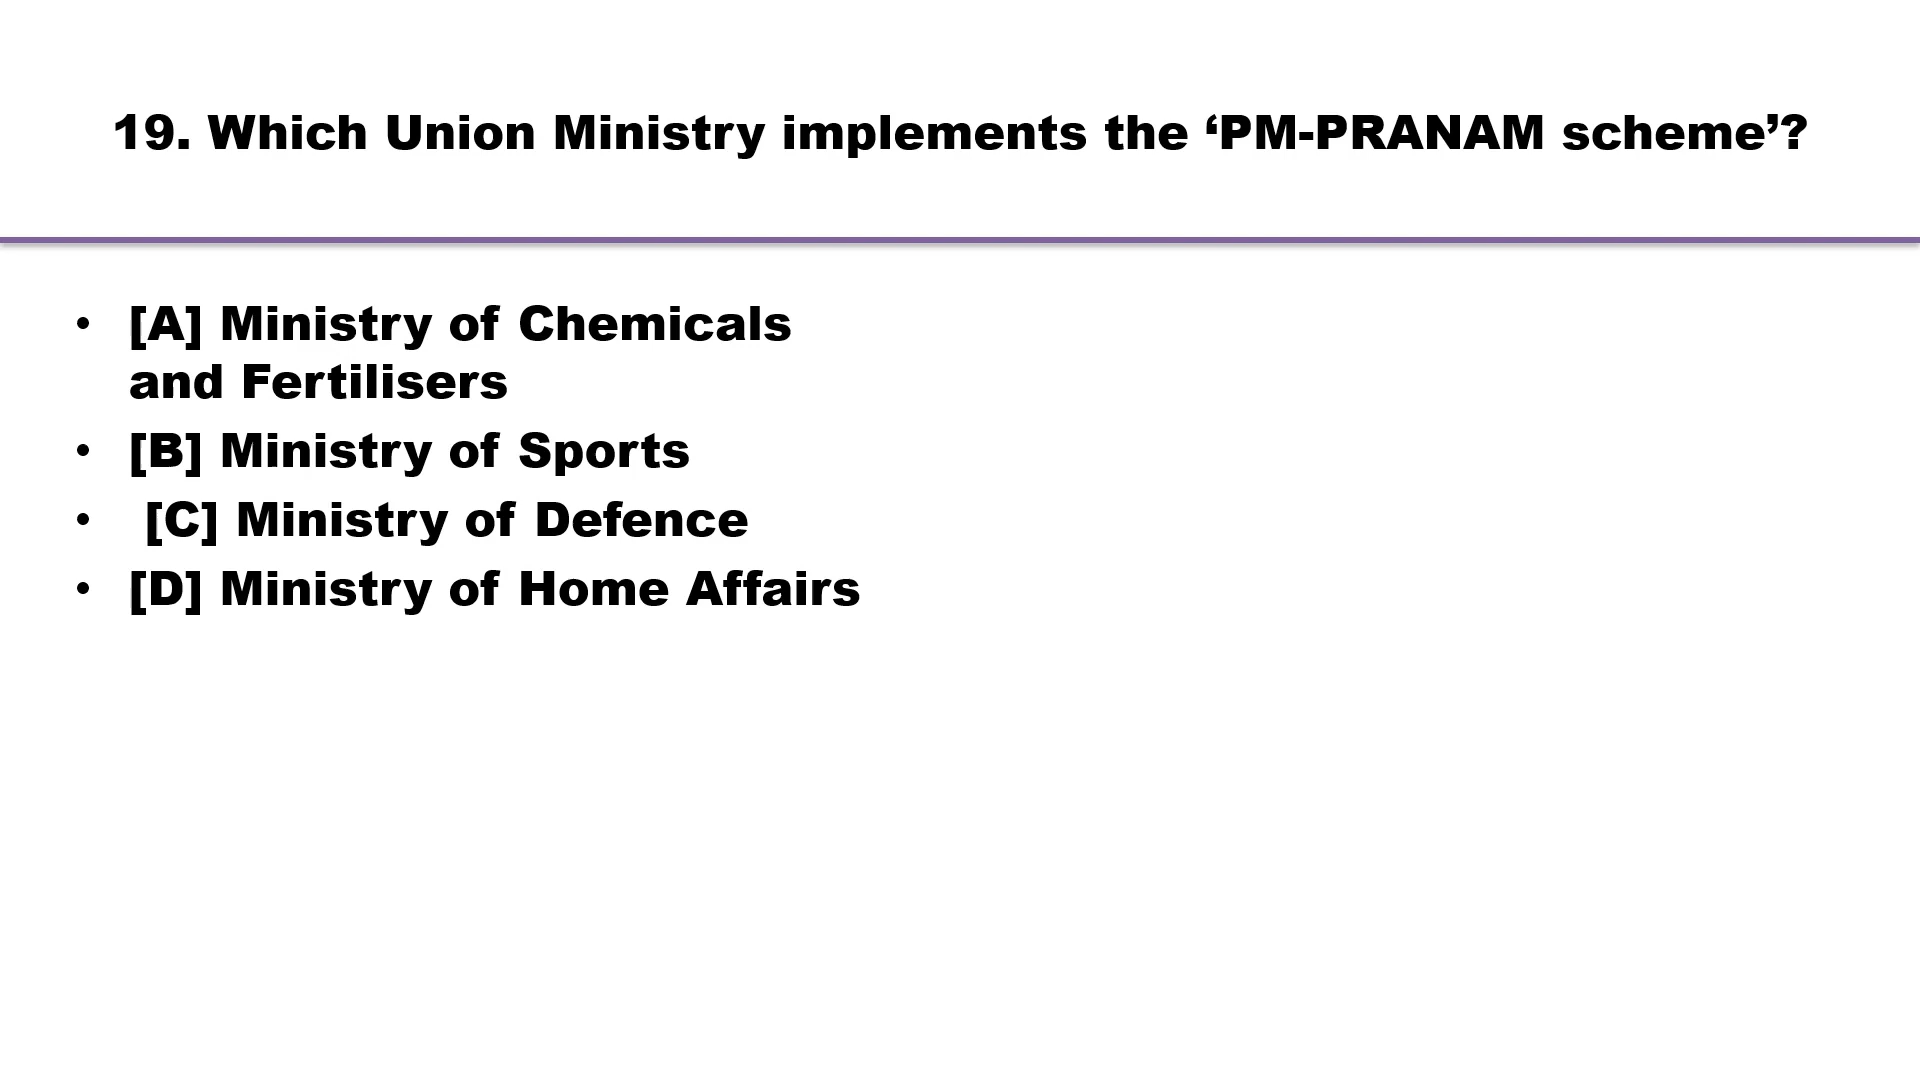 19. Which Union Ministry implements the ‘PM-PRANAM scheme’?
• [A] Ministry of Chemicals
and Fertilisers
• [B] Ministry of Sports
• [C] Ministry of Defence
• [D] Ministry of Home Affairs